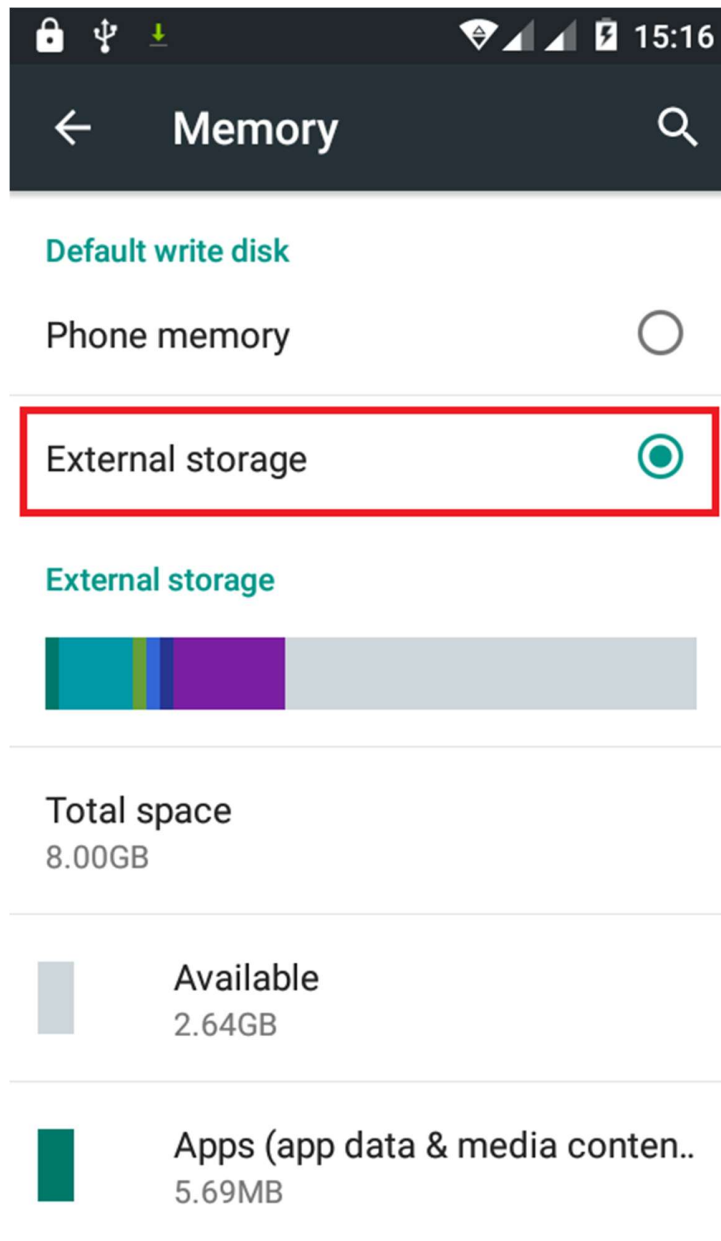 15:16
Memory
Default write disk
Phone memory
External storage
External storage
Total space
8.00GB
Available
2.64GB
Apps (app data & media conten..
5.69MB